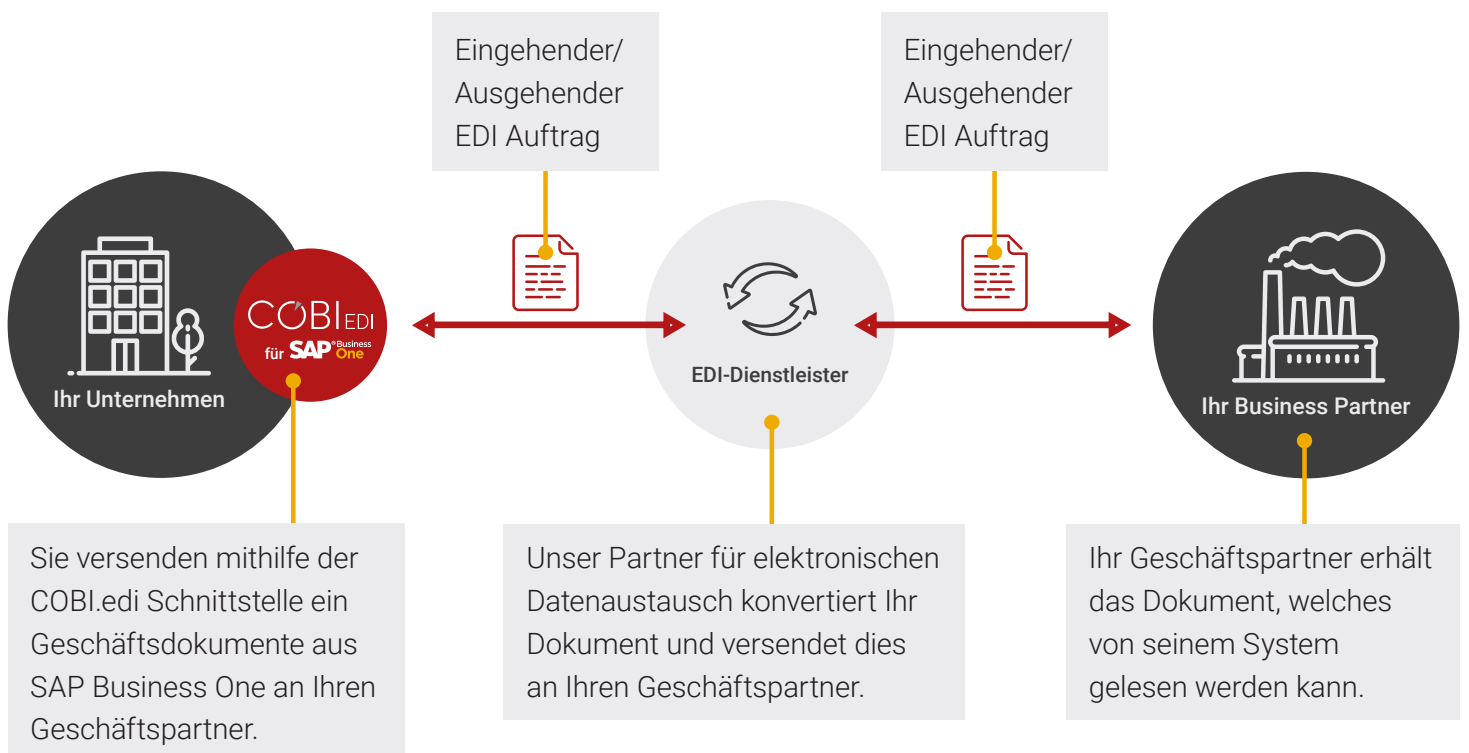 Eingehender/
Ausgehender
EDI Auftrag
Eingehender/
Ausgehender
EDI Auftrag
Ihr Unternehmen
COBI EDI
für SAP® Business One
EDI-Dienstleister
Ihr Business Partner
Sie versenden mithilfe der
COBI.edi Schnittstelle ein
Geschäftsdokumente aus
SAP Business One an Ihren
Geschäftspartner.
Unser Partner für elektronischen
Datenaustausch konvertiert Ihr
Dokument und versendet dies
an Ihren Geschäftspartner.
Ihr Geschäftspartner erhält
das Dokument, welches
von seinem System
gelesen werden kann.